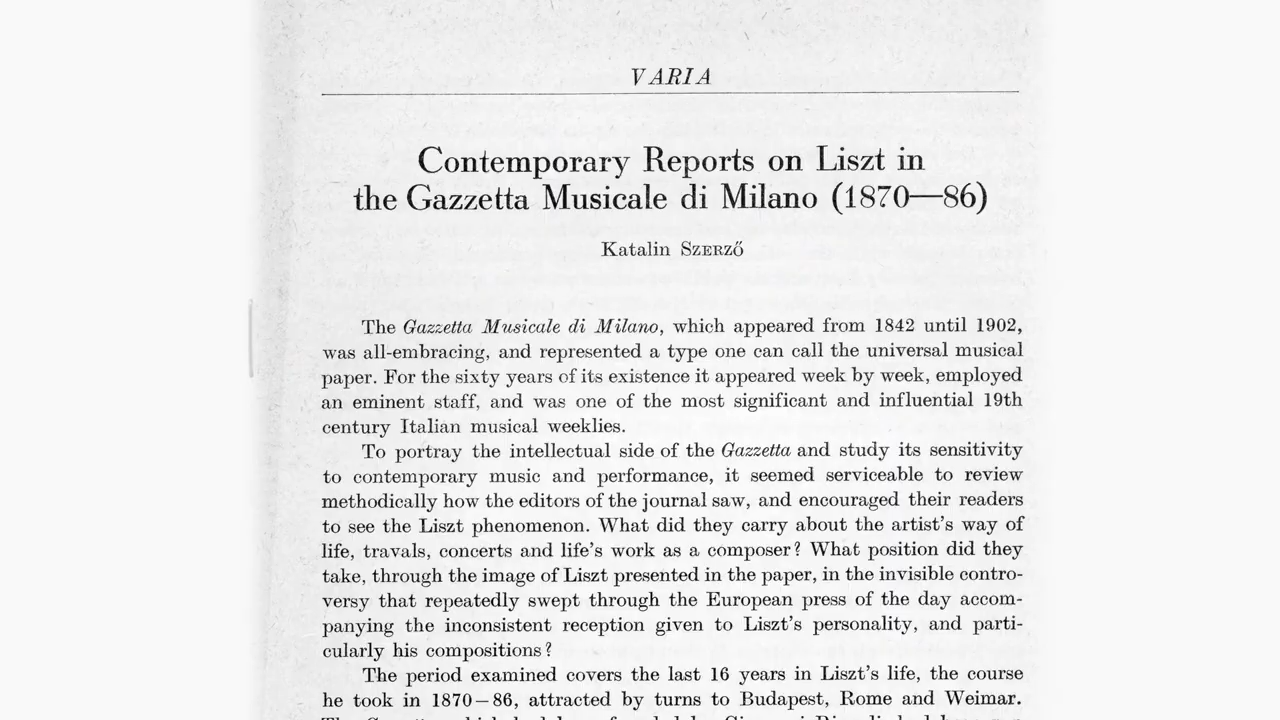 VARIA
Contemporary Reports on Liszt in
the Gazzetta Musicale di Milano (1870—86)
Katalin SZERZŐ
The Gazzetta Musicale di Milano, which appeared from 1842 until 1902,
was all-embracing, and represented a type one can call the universal musical
paper. For the sixty years of its existence it appeared week by week, employed
an eminent staff, and was one of the most significant and influential 19th
century Italian musical weeklies.
To portray the intellectual side of the Gazzetta and study its sensitivity
to contemporary music and performance, it seemed serviceable to review
methodically how the editors of the journal saw, and encouraged their readers
to see the Liszt phenomenon. What did they carry about the artist's way of
life, travals, concerts and life's work as a composer? What position did they
take, through the image of Liszt presented in the paper, in the invisible contro-
versy that repeatedly swept through the European press of the day accom-
panying the inconsistent reception given to Liszt's personality, and parti-
cularly his compositions?
The period examined covers the last 16 years in Liszt's life, the course
he took in 1870–86, attracted by turns to Budapest, Rome and Weimar.